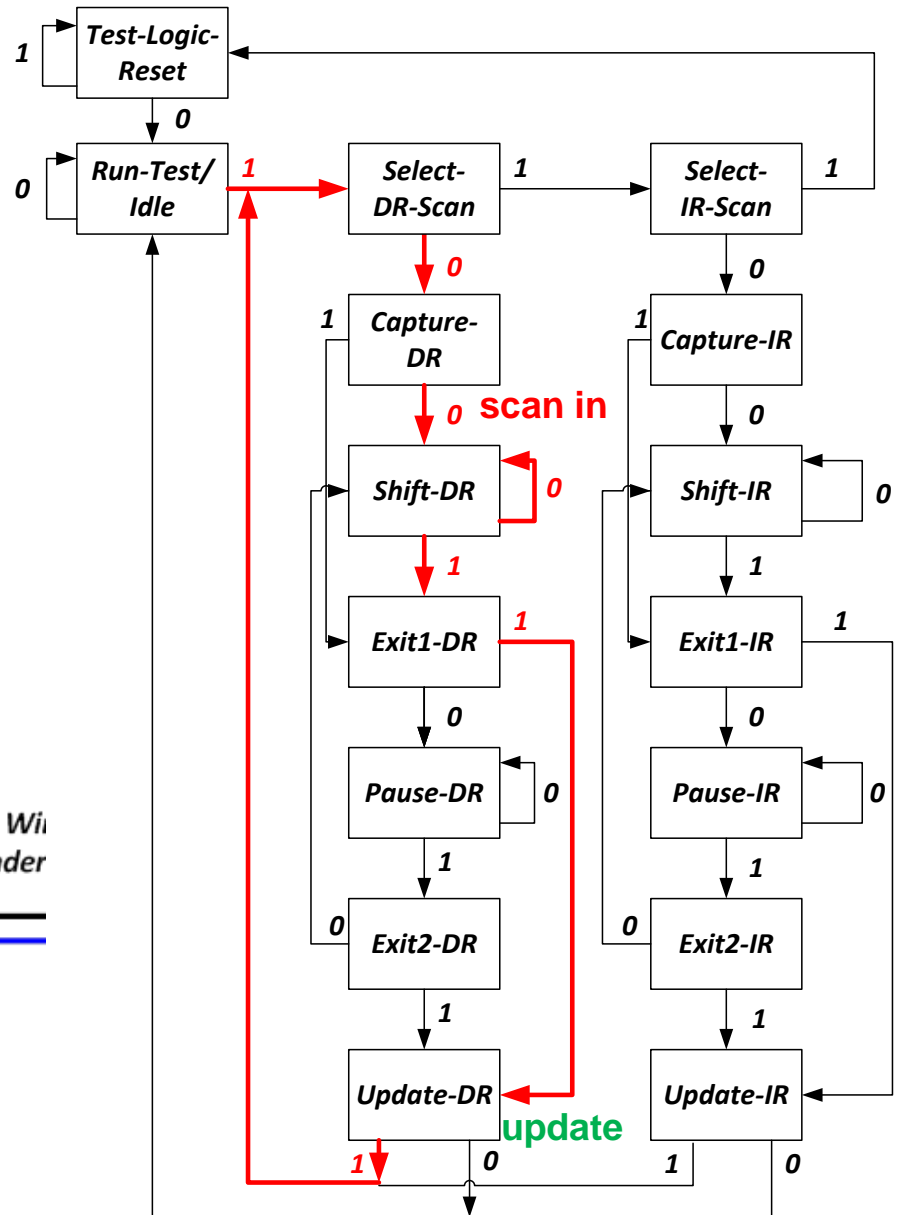 Test-Logic-
Reset
1
0
Run-Test/
Idle
0
1
Select-
DR-Scan
1
Select-
IR-Scan
1
0
0
Capture-
DR
1
Capture-IR
1
0
scan in
0
Shift-DR
0
Shift-IR
0
1
1
Exit1-DR
1
Exit1-IR
1
0
0
Pause-DR
0
Pause-IR
0
1
1
Exit2-DR
0
Exit2-IR
0
1
1
Update-DR
Update-IR
update
1
0
1
0